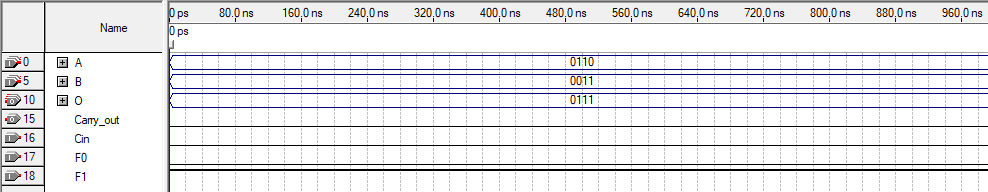 Name
0 ps 80.0 ns 160.0 ns 240.0 ns 320.0 ns 400.0 ns 480.0 ns 560.0 ns 640.0 ns 720.0 ns 800.0 ns 880.0 ns 960.0 ns
0 ps
0 A 0110
5 B 0011
10 O 0111
15 Carry_out
16 Cin
17 F0
18 F1